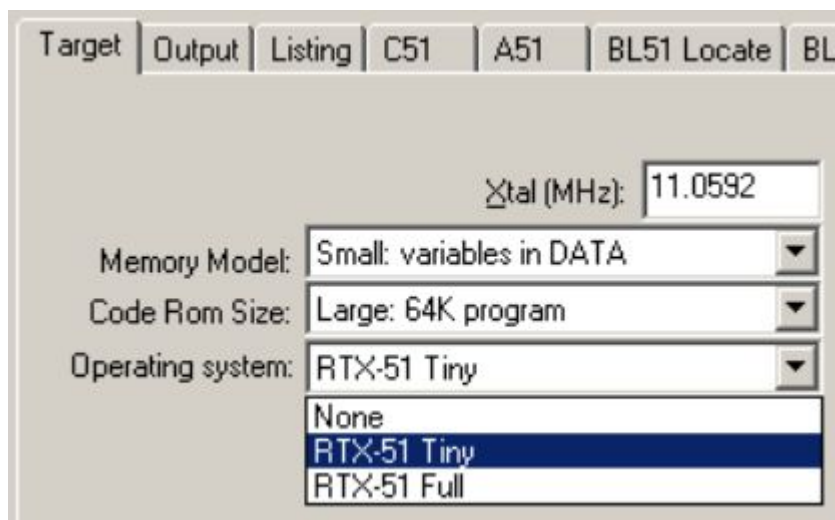 Target Output Listing C51 A51 BL51 Locate BL
Xtal (MHz): 11.0592
Memory Model: Small: variables in DATA
Code Rom Size: Large: 64K program
Operating system: RTX-51 Tiny
None
RTX-51 Tiny
RTX-51 Full